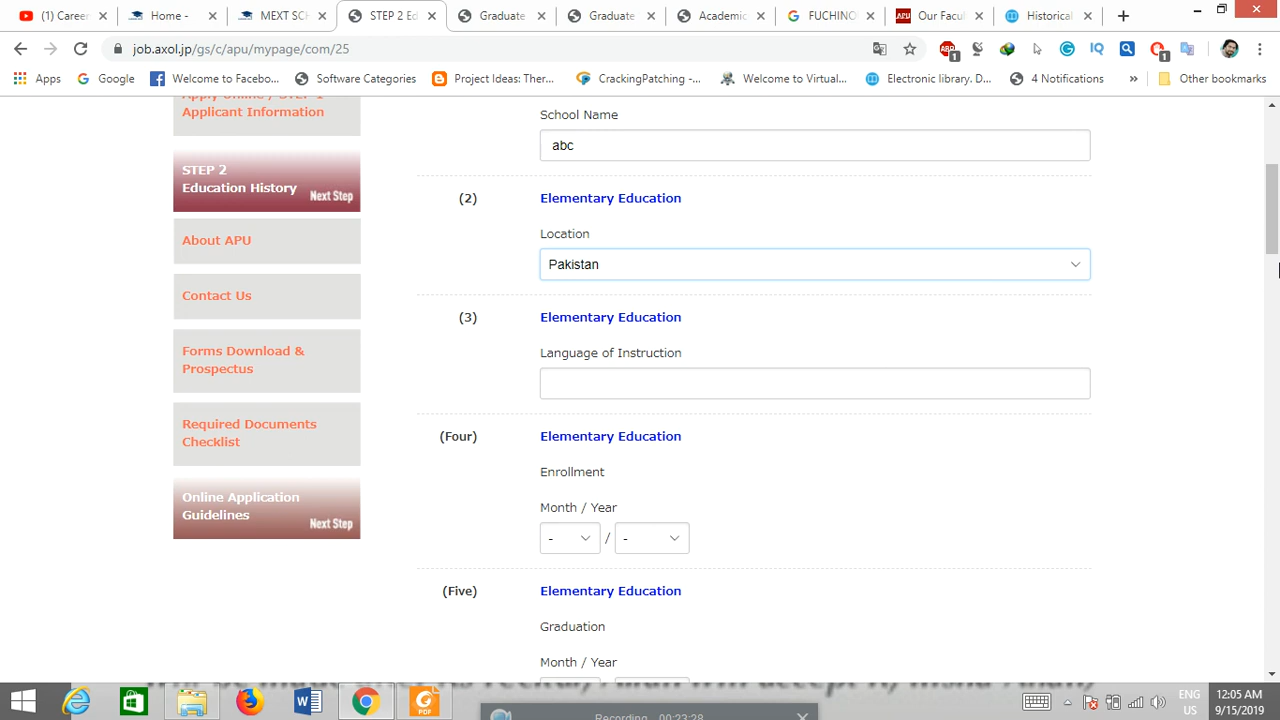 (1) Career
Home -
MEXT SCH
STEP 2 Ed
Graduate
Graduate
Academic
FUCHINO
Our Facul
Historical
job.axol.jp/gs/c/apu/mypage/com/25
Apps
Google
Welcome to Facebo...
Software Categories
Project Ideas: Ther...
CrackingPatching -...
Welcome to Virtual...
Electronic library. D...
4 Notifications
»
Other bookmarks
Apply Online / STEP 1
Applicant Information
STEP 2
Education History
Next Step
About APU
Contact Us
Forms Download &
Prospectus
Required Documents
Checklist
Online Application
Guidelines
Next Step
School Name
abc
(2) Elementary Education
Location
Pakistan
(3) Elementary Education
Language of Instruction
(Four) Elementary Education
Enrollment
Month / Year
- / -
(Five) Elementary Education
Graduation
Month / Year
Recording 00:23:28
ENG
US
12:05 AM
9/15/2019